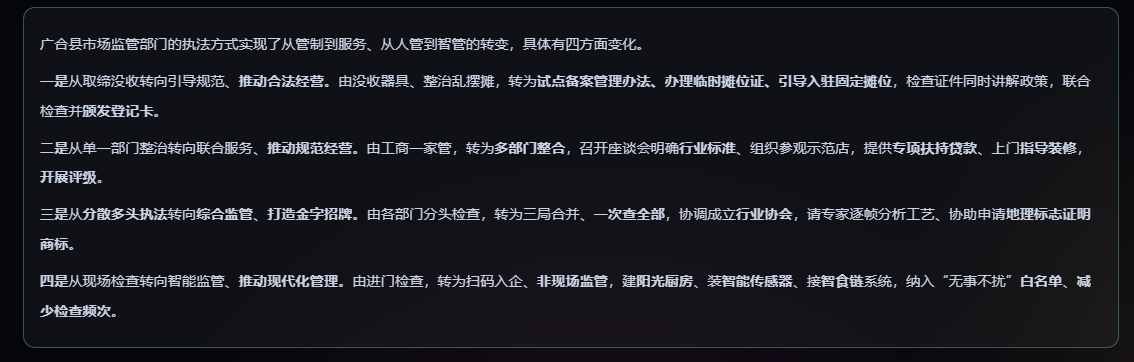 广合县市场监管部门的执法方式实现了从管制到服务、从人管到智管的转变，具体有四方面变化。
一是从取缔没收转向引导规范、推动合法经营。由没收器具、整治乱摆摊，转为试点备案管理办法、办理临时摊位证、引导入驻固定摊位，检查证件同时讲解政策，联合
检查并颁发登记卡。
二是从单一部门整治转向联合服务、推动规范经营。由工商一家管，转为多部门整合，召开座谈会明确行业标准、组织参观示范店，提供专项扶持贷款、上门指导装修，
开展评级。
三是从分散多头执法转向综合监管、打造金字招牌。由各部门分头检查，转为三局合并、一次查全部，协调成立行业协会，请专家逐帧分析工艺、协助申请地理标志证明
商标。
四是从现场检查转向智能监管、推动现代化管理。由进门检查，转为扫码入企、非现场监管，建阳光厨房、装智能传感器、接智食链系统，纳入“无事不扰”白名单、减
少检查频次。